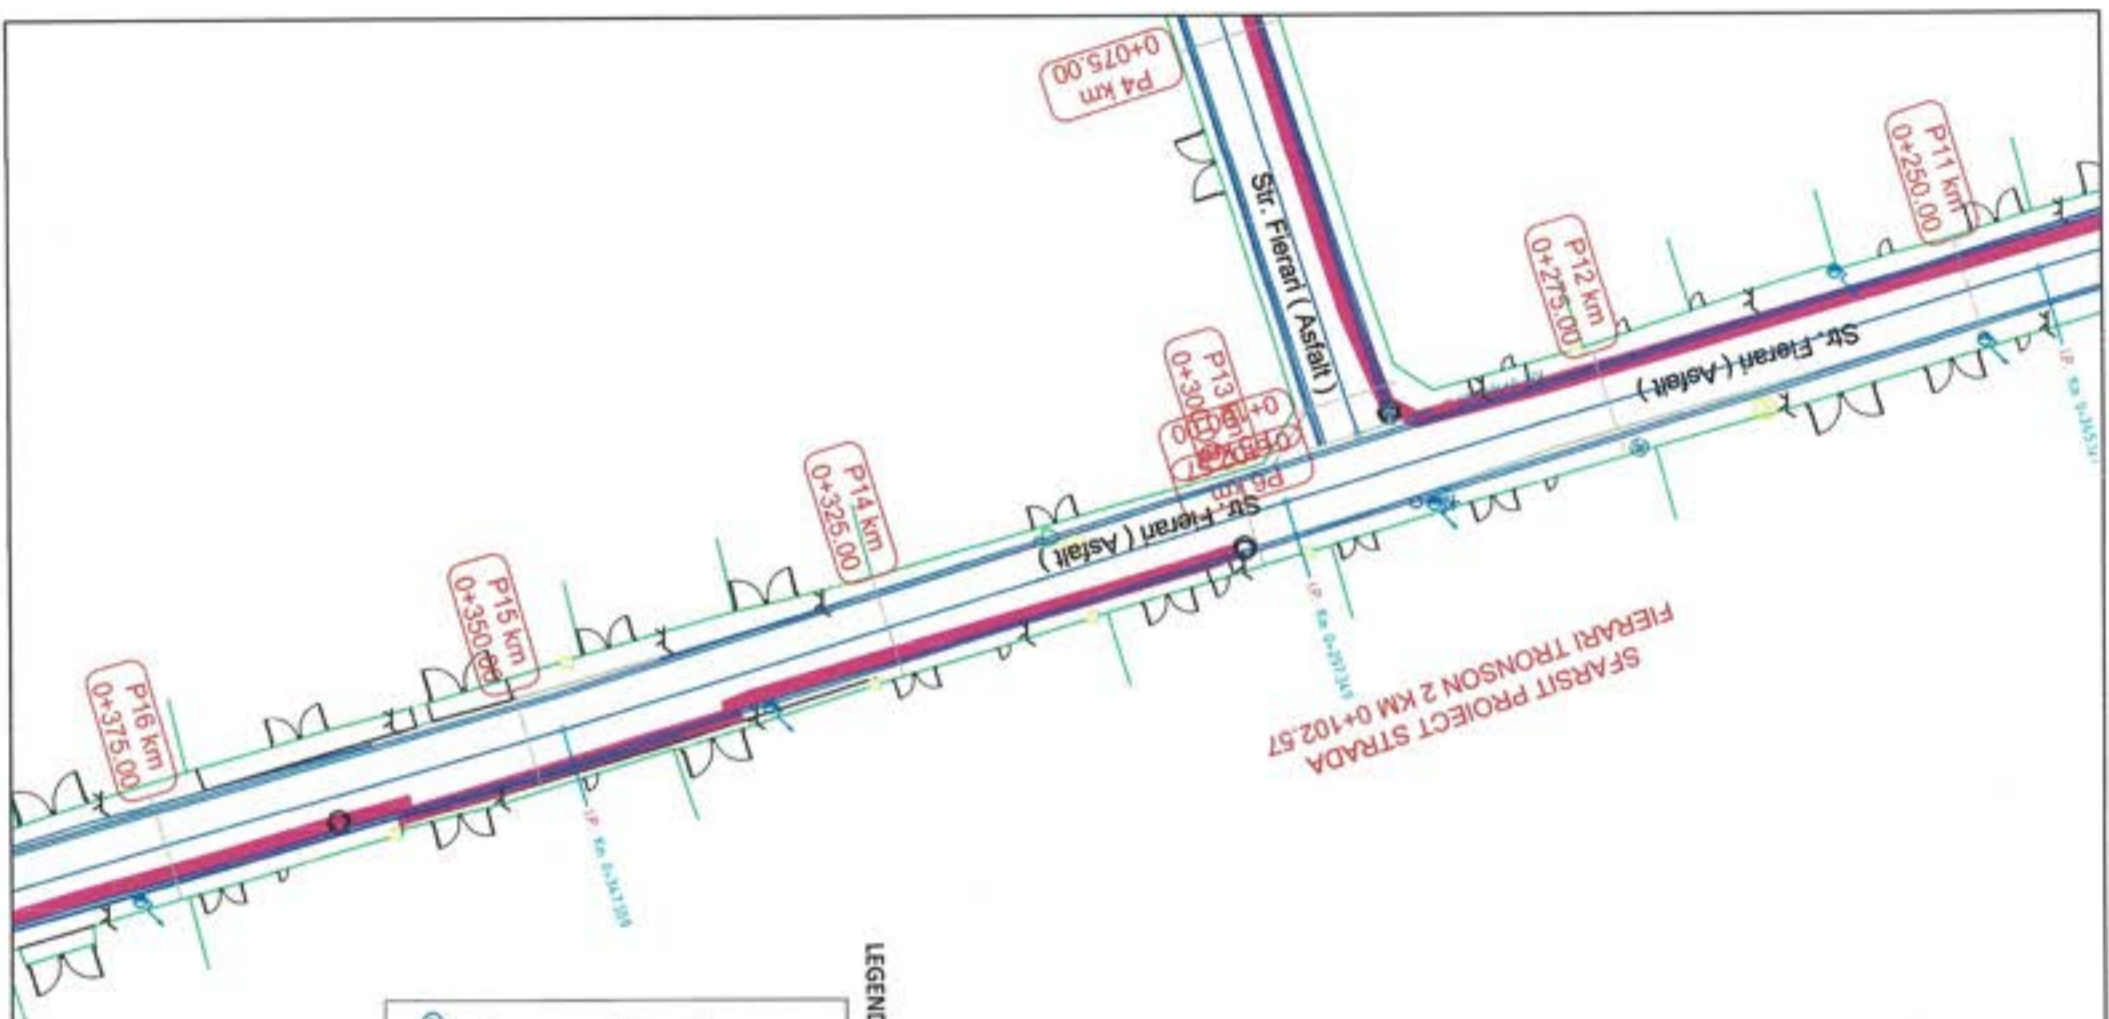 P4 km
0+075.00
P11 km
0+250.00
P12 km
0+275.00
Str. Fierari ( Asfalt )
Str. Fierari ( Asfalt )
P13
P6 km
P14 km
0+325.00
Str. Fierari ( Asfalt )
P15 km
0+350.00
P16 km
0+375.00
SFARSIT PROIECT STRADA
FIERARI TRONSON 2 KM 0+102.57